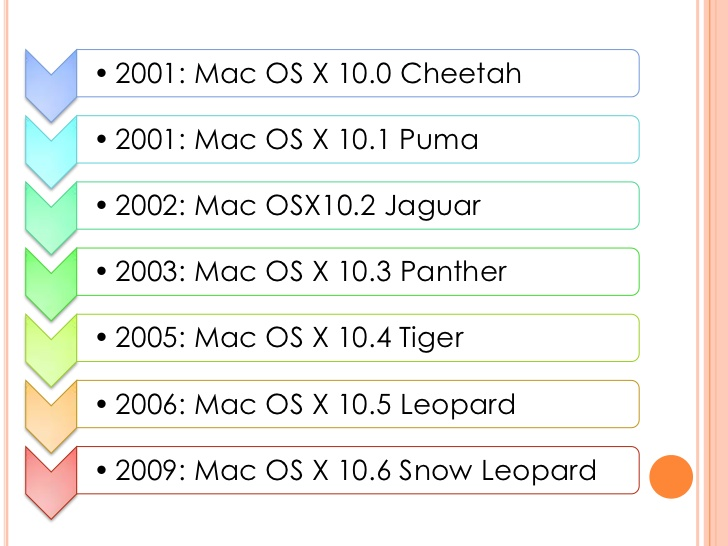 • 2001: Mac OS X 10.0 Cheetah
• 2001: Mac OS X 10.1 Puma
• 2002: Mac OSX10.2 Jaguar
• 2003: Mac OS X 10.3 Panther
• 2005: Mac OS X 10.4 Tiger
• 2006: Mac OS X 10.5 Leopard
• 2009: Mac OS X 10.6 Snow Leopard